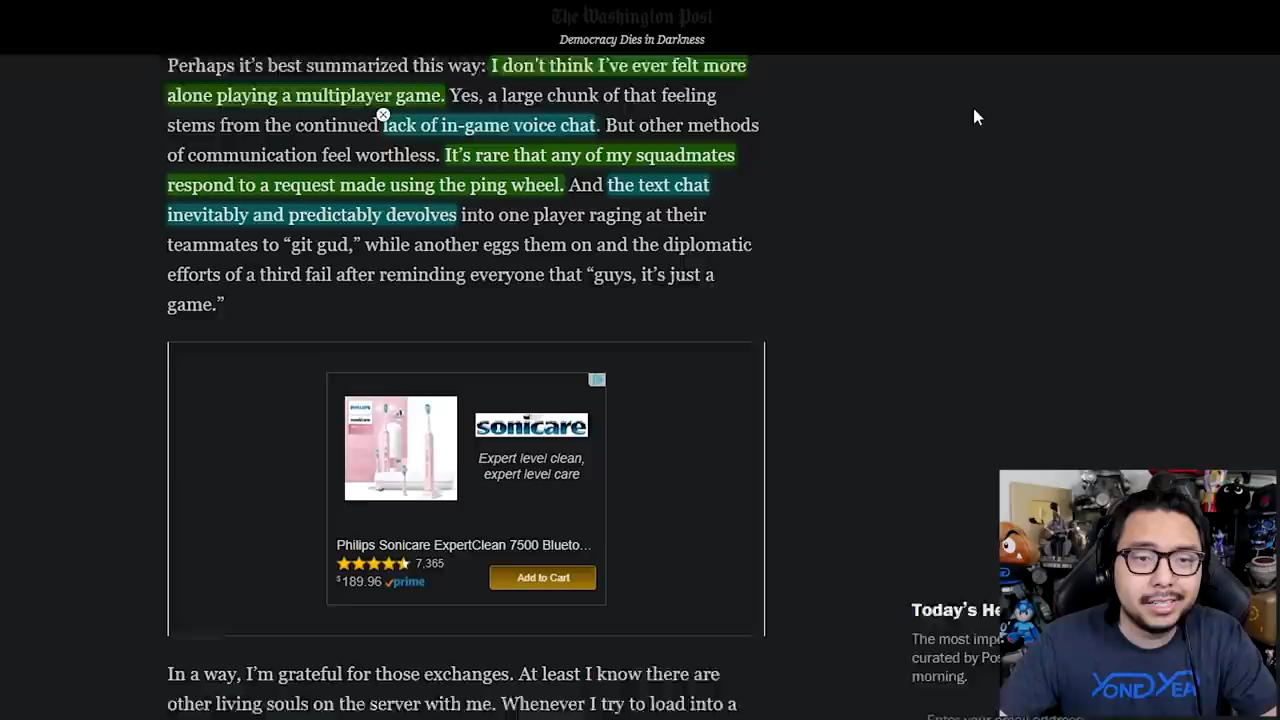 The Washington Post
Democracy Dies in Darkness
Perhaps it’s best summarized this way: I don't think I’ve ever felt more
alone playing a multiplayer game. Yes, a large chunk of that feeling
stems from the continued lack of in-game voice chat. But other methods
of communication feel worthless. It’s rare that any of my squadmates
respond to a request made using the ping wheel. And the text chat
inevitably and predictably devolves into one player raging at their
teammates to “git gud,” while another eggs them on and the diplomatic
efforts of a third fail after reminding everyone that “guys, it’s just a
game.”
sonicare
Expert level clean,
expert level care
Philips Sonicare ExpertClean 7500 Blueto...
7,365
$189.96 prime
Add to Cart
In a way, I’m grateful for those exchanges. At least I know there are
other living souls on the server with me. Whenever I try to load into a
Today’s He
The most imp
curated by Pos
morning.
YONGYEA